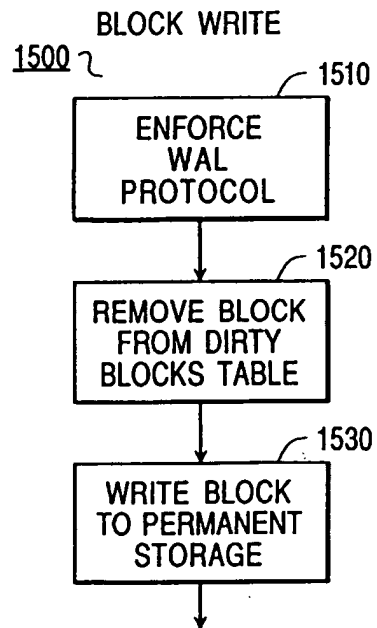 BLOCK WRITE
1500
1510
ENFORCE
WAL
PROTOCOL
1520
REMOVE BLOCK
FROM DIRTY
BLOCKS TABLE
1530
WRITE BLOCK
TO PERMANENT
STORAGE